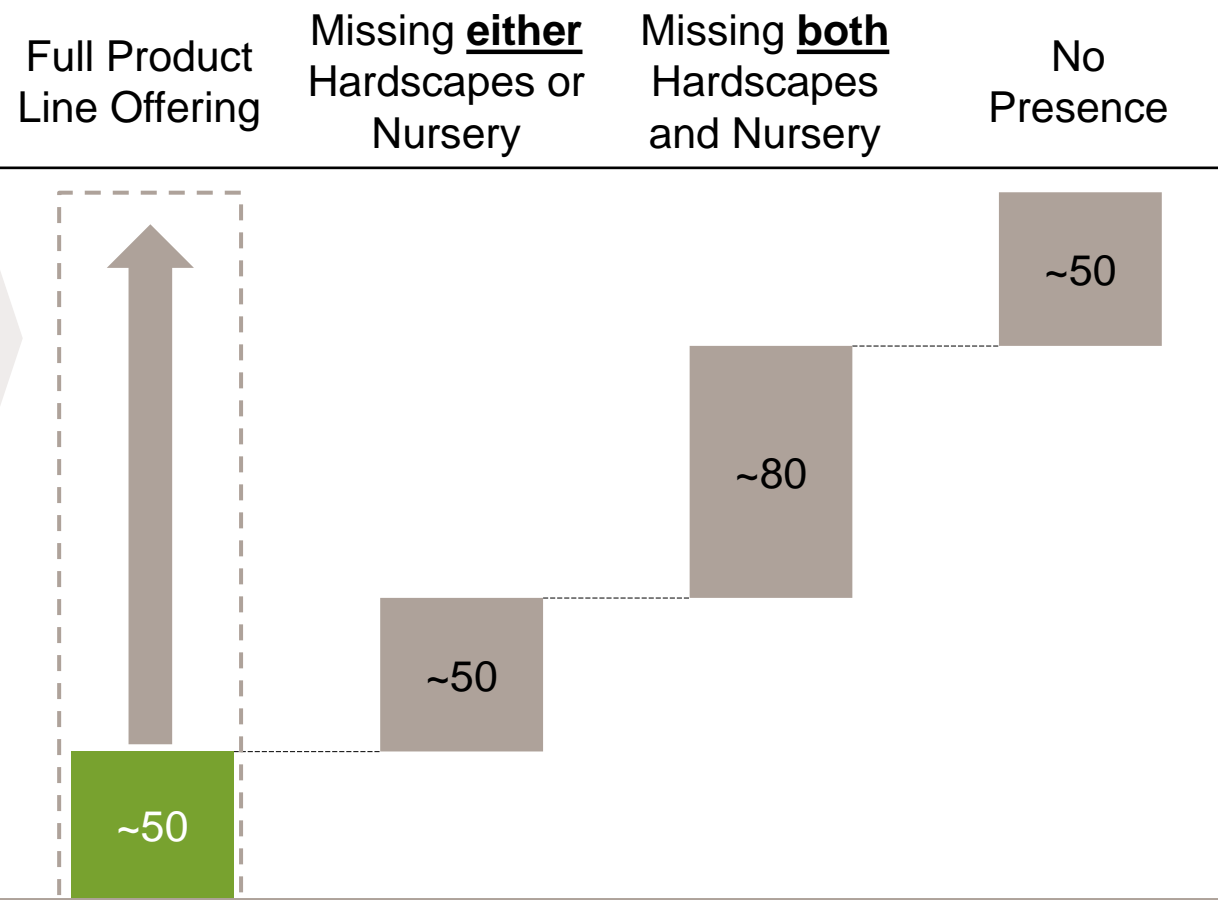 Full Product
Line Offering
Missing either
Hardscapes or
Nursery
Missing both
Hardscapes
and Nursery
No
Presence
~50
~80
~50
~50